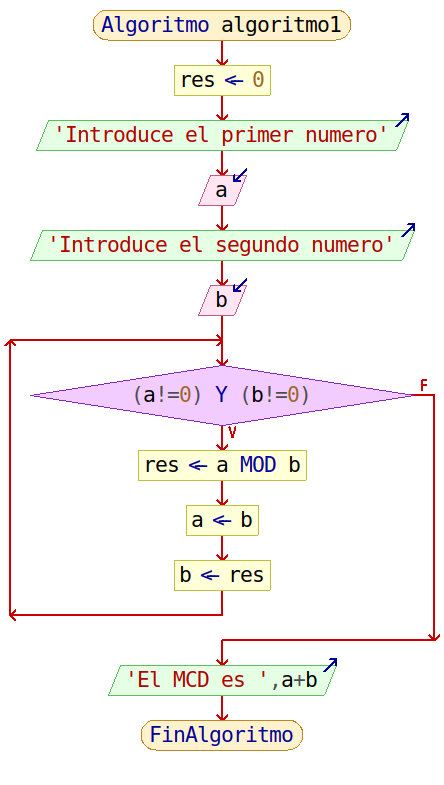 Algoritmo algoritmo1
res ← 0
'Introduce el primer numero'
a
'Introduce el segundo numero'
b
(a!=0) Y (b!=0)
F
V
res ← a MOD b
a ← b
b ← res
'El MCD es ',a+b
FinAlgoritmo